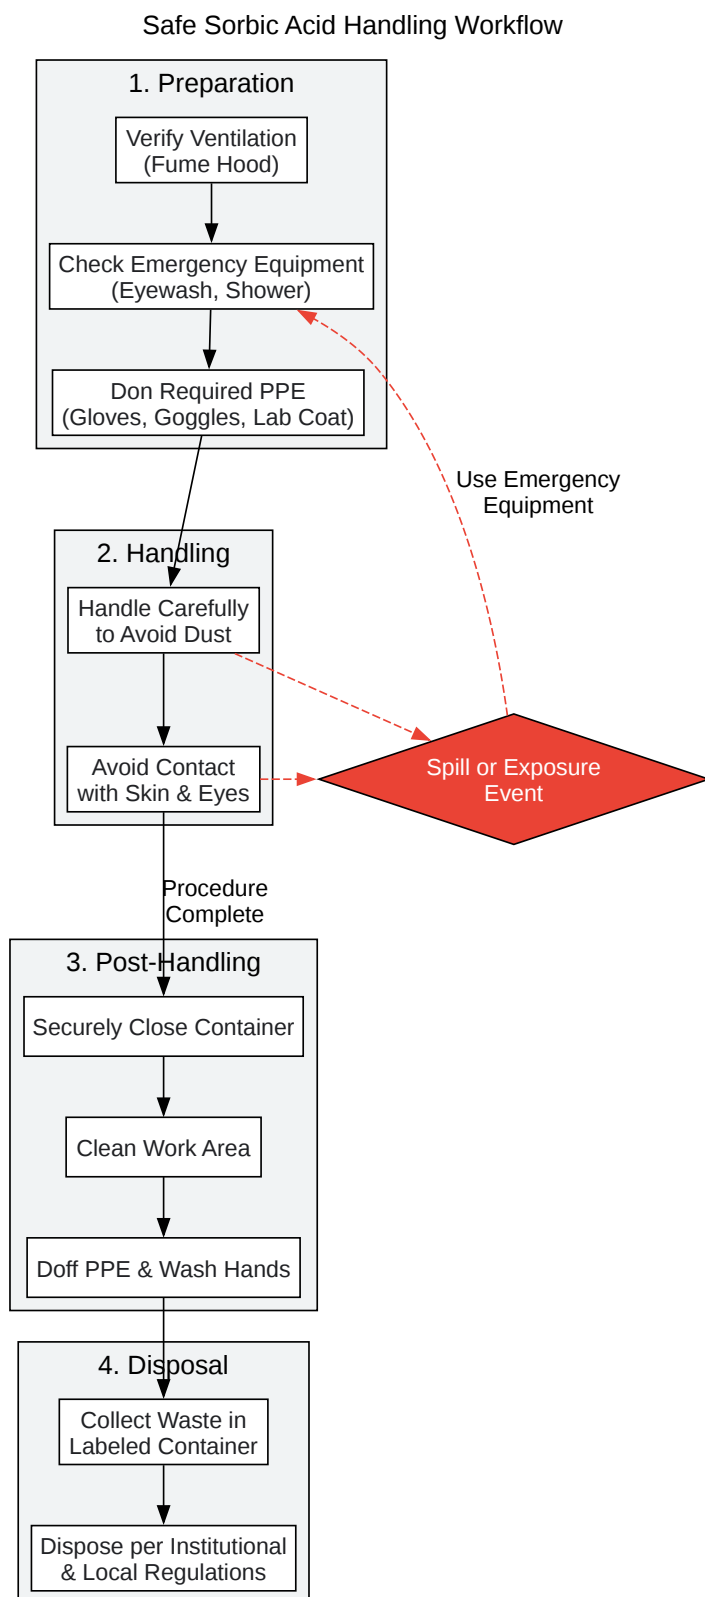 Safe Sorbic Acid Handling Workflow
1. Preparation
Verify Ventilation
(Fume Hood)
Check Emergency Equipment
(Eyewash, Shower)
Don Required PPE
(Gloves, Goggles, Lab Coat)
Use Emergency
Equipment
2. Handling
Handle Carefully
to Avoid Dust
Avoid Contact
with Skin & Eyes
Spill or Exposure
Event
Procedure
Complete
3. Post-Handling
Securely Close Container
Clean Work Area
Doff PPE & Wash Hands
4. Disposal
Collect Waste in
Labeled Container
Dispose per Institutional
& Local Regulations